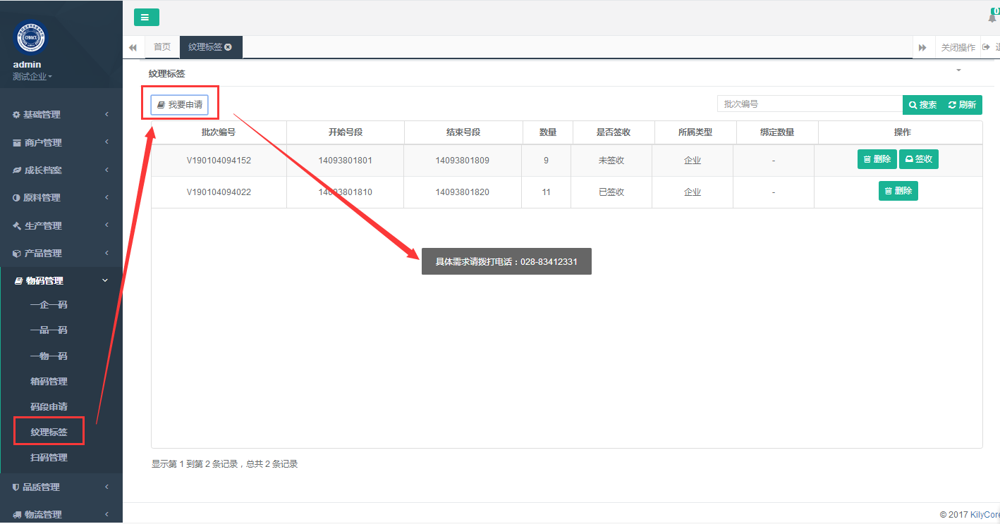 admin
测试企业
基础管理
商户管理
成长档案
原料管理
生产管理
产品管理
物码管理
一企一码
一品一码
一物一码
箱码管理
码段申请
纹理标签
扫码管理
品质管理
物流管理
0
首页 纹理标签 关闭操作
纹理标签
我要申请 批次编号 搜索 刷新
批次编号 开始号段 结束号段 数量 是否签收 所属类型 绑定数量 操作
V190104094152 14093801801 14093801809 9 未签收 企业 - 删除 签收
V190104094022 14093801810 14093801820 11 已签收 企业 - 删除
具体需求请拨打电话：028-83412331
显示第 1 到第 2 条记录，总共 2 条记录
© 2017 KilyCore